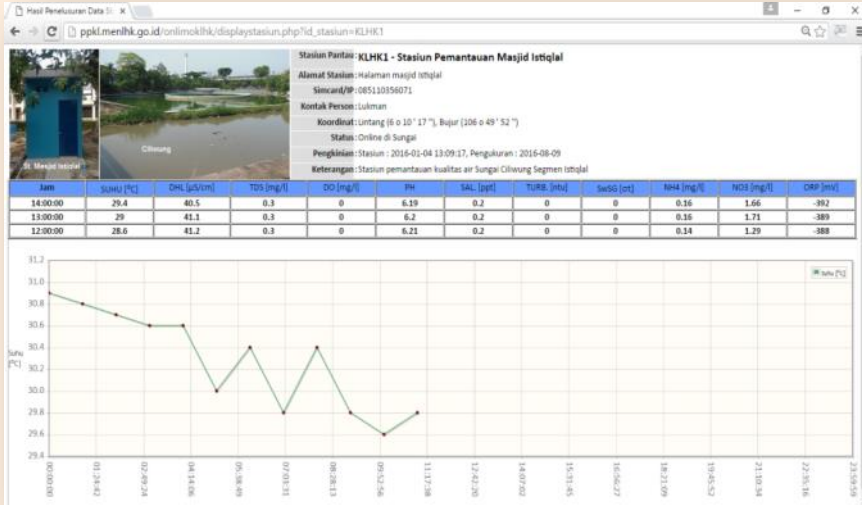 Hasil Penelusuran Data St
ppkl.menlhk.go.id/onlimoklhk/displaystasiun.php?id_stasiun=KLHK1
Stasiun Pantau: KLHK1 - Stasiun Pemantauan Masjid Istiqlal
Alamat Stasiun: Halaman masjid istiqlal
Simcard/IP: 085110356071
Kontak Person: Lukman
Koordinat: Lintang (6 o 10 ' 17 "), Bujur (106 o 49 ' 52 ")
Status: Online di Sungai
Pengkinian: Stasiun : 2016-01-04 13:09:17, Pengukuran : 2016-08-09
Keterangan: Stasiun pemantauan kualitas air Sungai Ciliwung Segmen Istiqlal
St. Masjid Istiqlal
Ciliwung
Jam SUHU [°C] DHL [µS/cm] TDS [mg/l] DO [mg/l] PH SAL. [ppt] TURB. [ntu] SwSG [σt] NH4 [mg/l] NO3 [mg/l] ORP [mV]
14:00:00 29.4 40.5 0.3 0 6.19 0.2 0 0 0.16 1.66 -392
13:00:00 29 41.1 0.3 0 6.2 0.2 0 0 0.16 1.71 -389
12:00:00 28.6 41.2 0.3 0 6.21 0.2 0 0 0.14 1.29 -388
Suhu [°C]
31.2
31.0
30.8
30.6
30.4
30.2
30.0
29.8
29.6
29.4
Suhu
[°C]
00:00:00
01:24:42
02:49:24
04:14:06
05:38:49
07:03:31
08:28:13
09:52:56
11:17:38
12:42:20
14:07:02
15:31:45
16:56:27
18:21:09
19:45:52
21:10:34
22:35:16
23:59:59